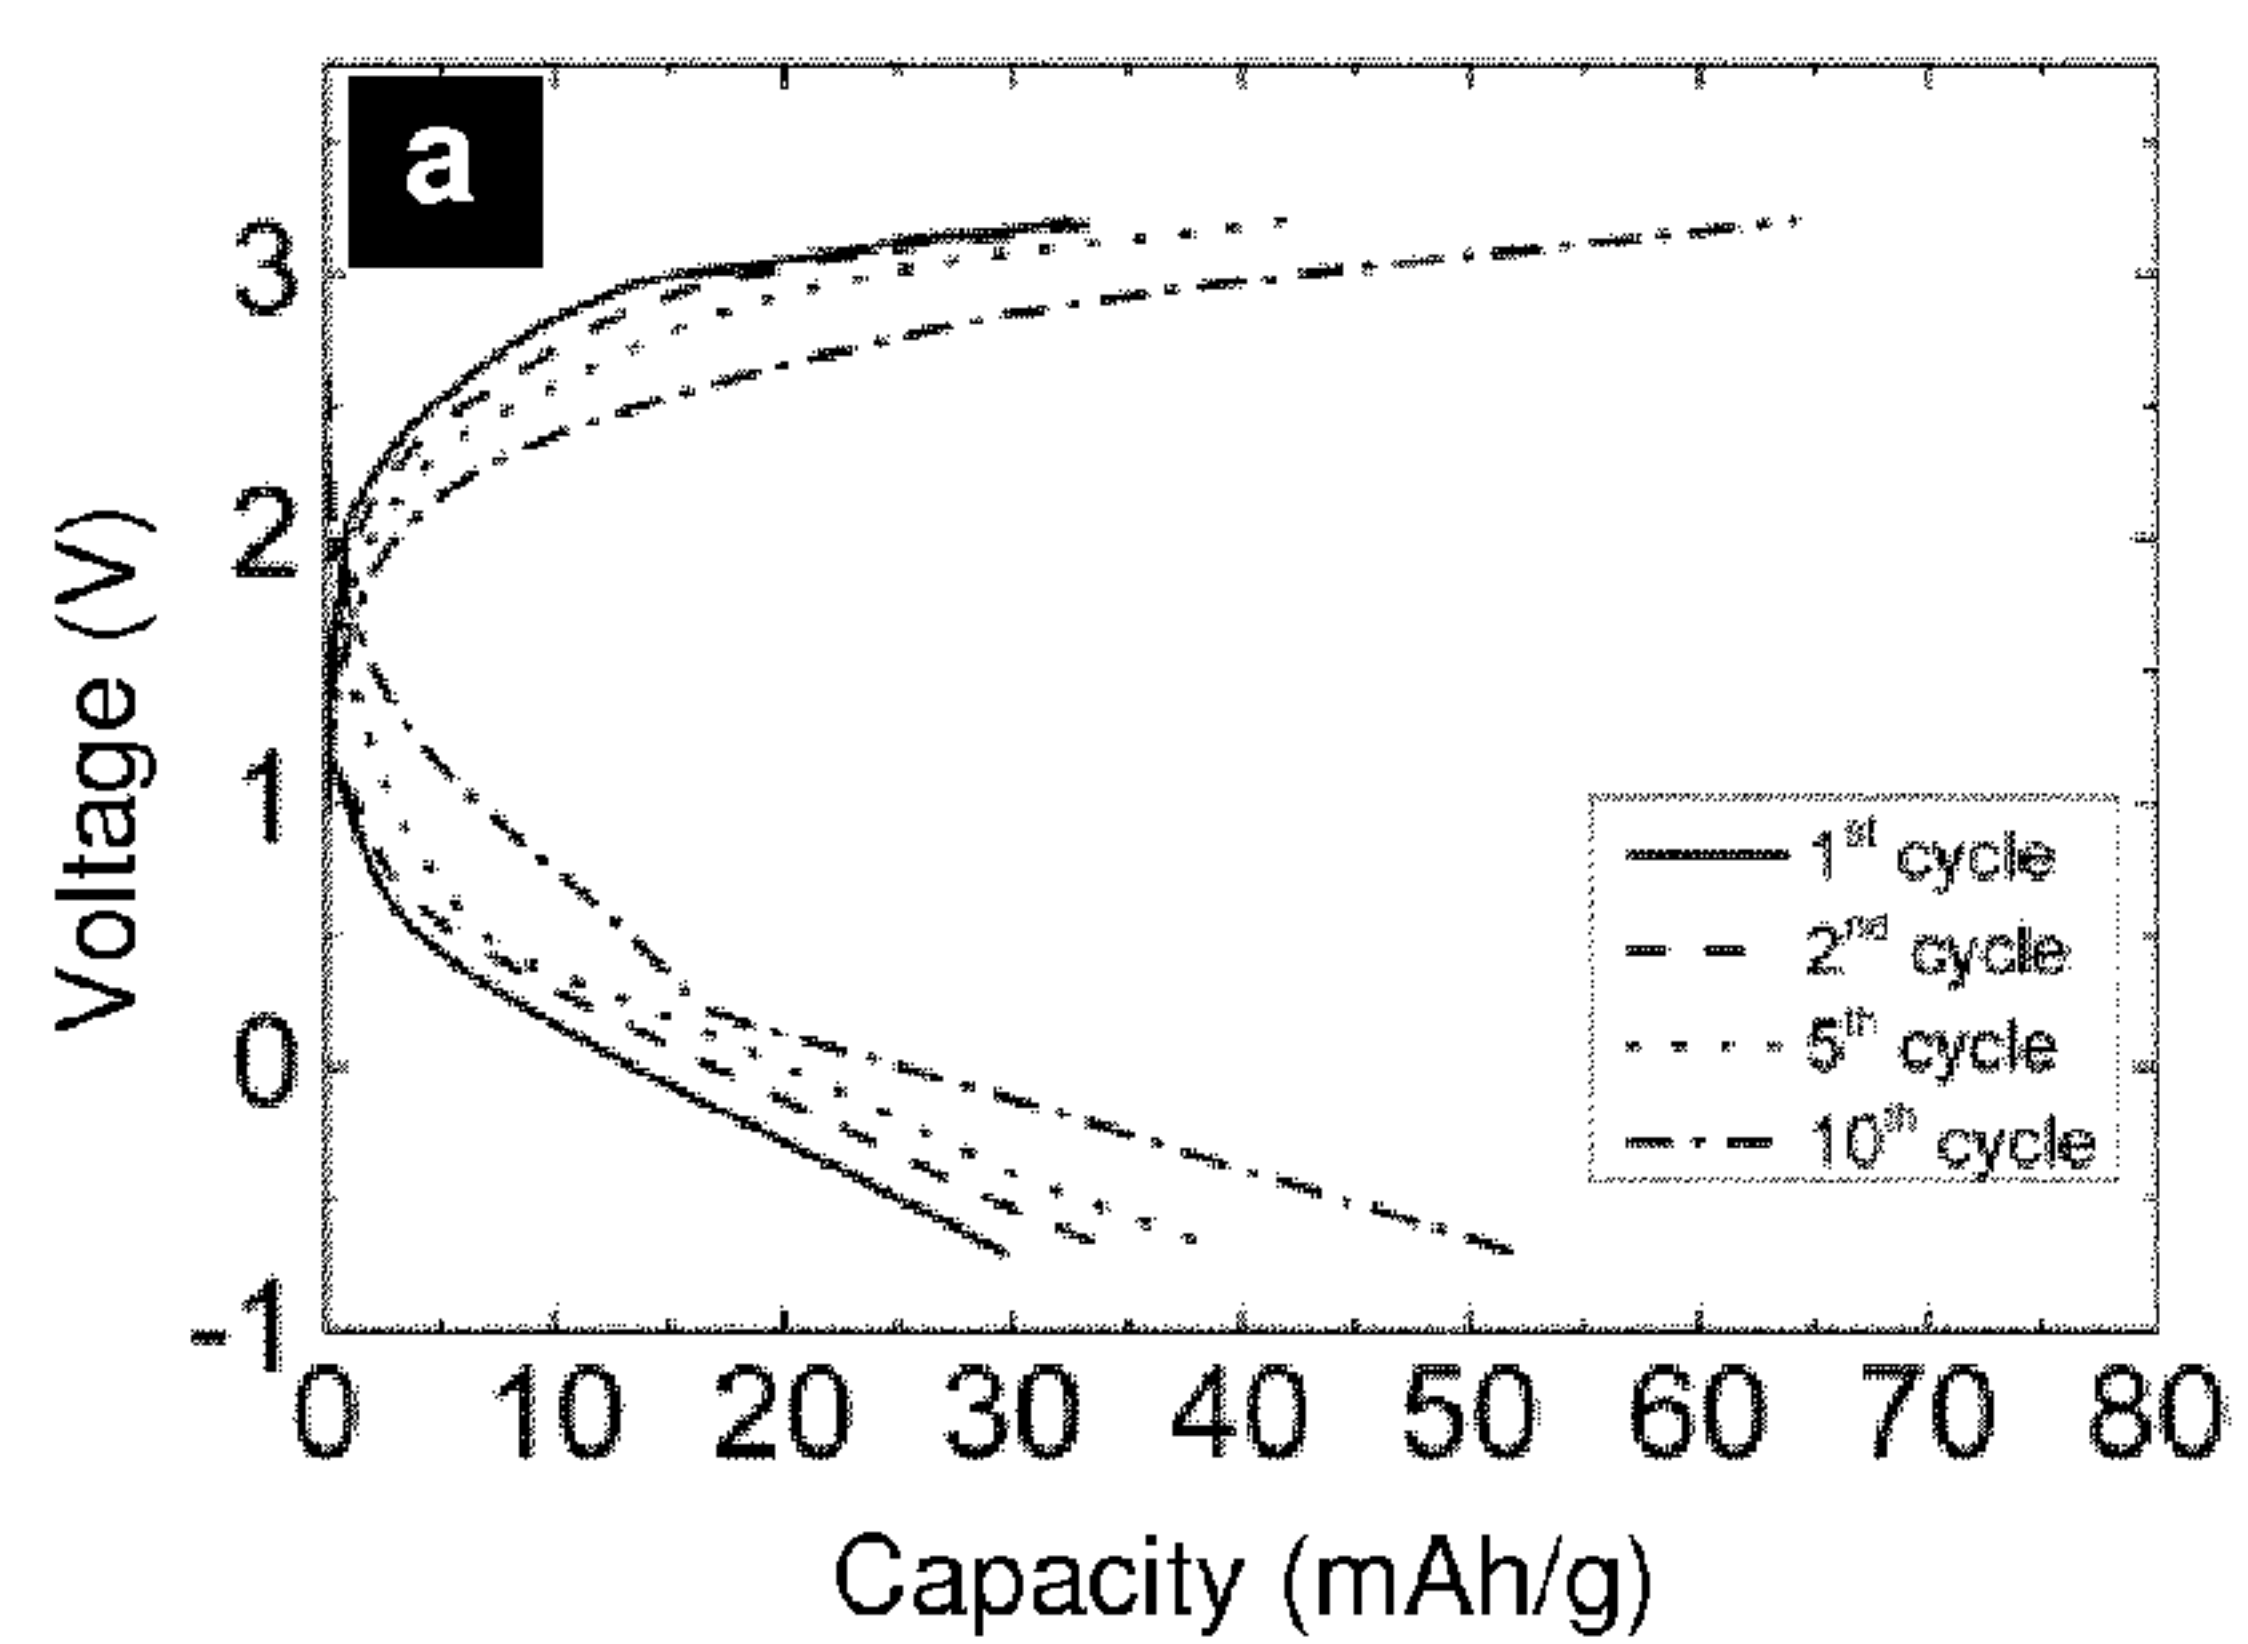 a
3
2
1
0
-1
Voltage (V)
1st cycle
2nd cycle
5th cycle
10th cycle
0 10 20 30 40 50 60 70 80
Capacity (mAh/g)